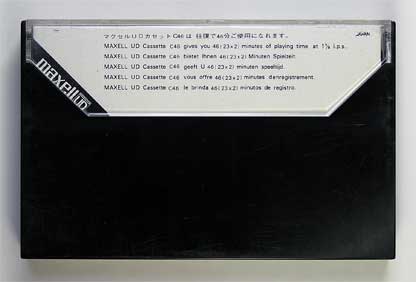 マクセルUDカセットC46は 往復で46分ご使用になれます。
JAPAN
MAXELL UD Cassette C46 gives you 46(23×2) minutes of playing time at 1⅞ i.p.s.
MAXELL UD Cassette C46 bietet Ihnen 46(23×2) Minuten Spielzeit.
MAXELL UD Cassette C46 geeft U 46(23×2) minuten speeltijd.
MAXELL UD Cassette C46 vous offre 46(23×2) minutes denregistrement.
MAXELL UD Cassette C46 le brinda 46(23×2) minutos de registro.
maxell UD